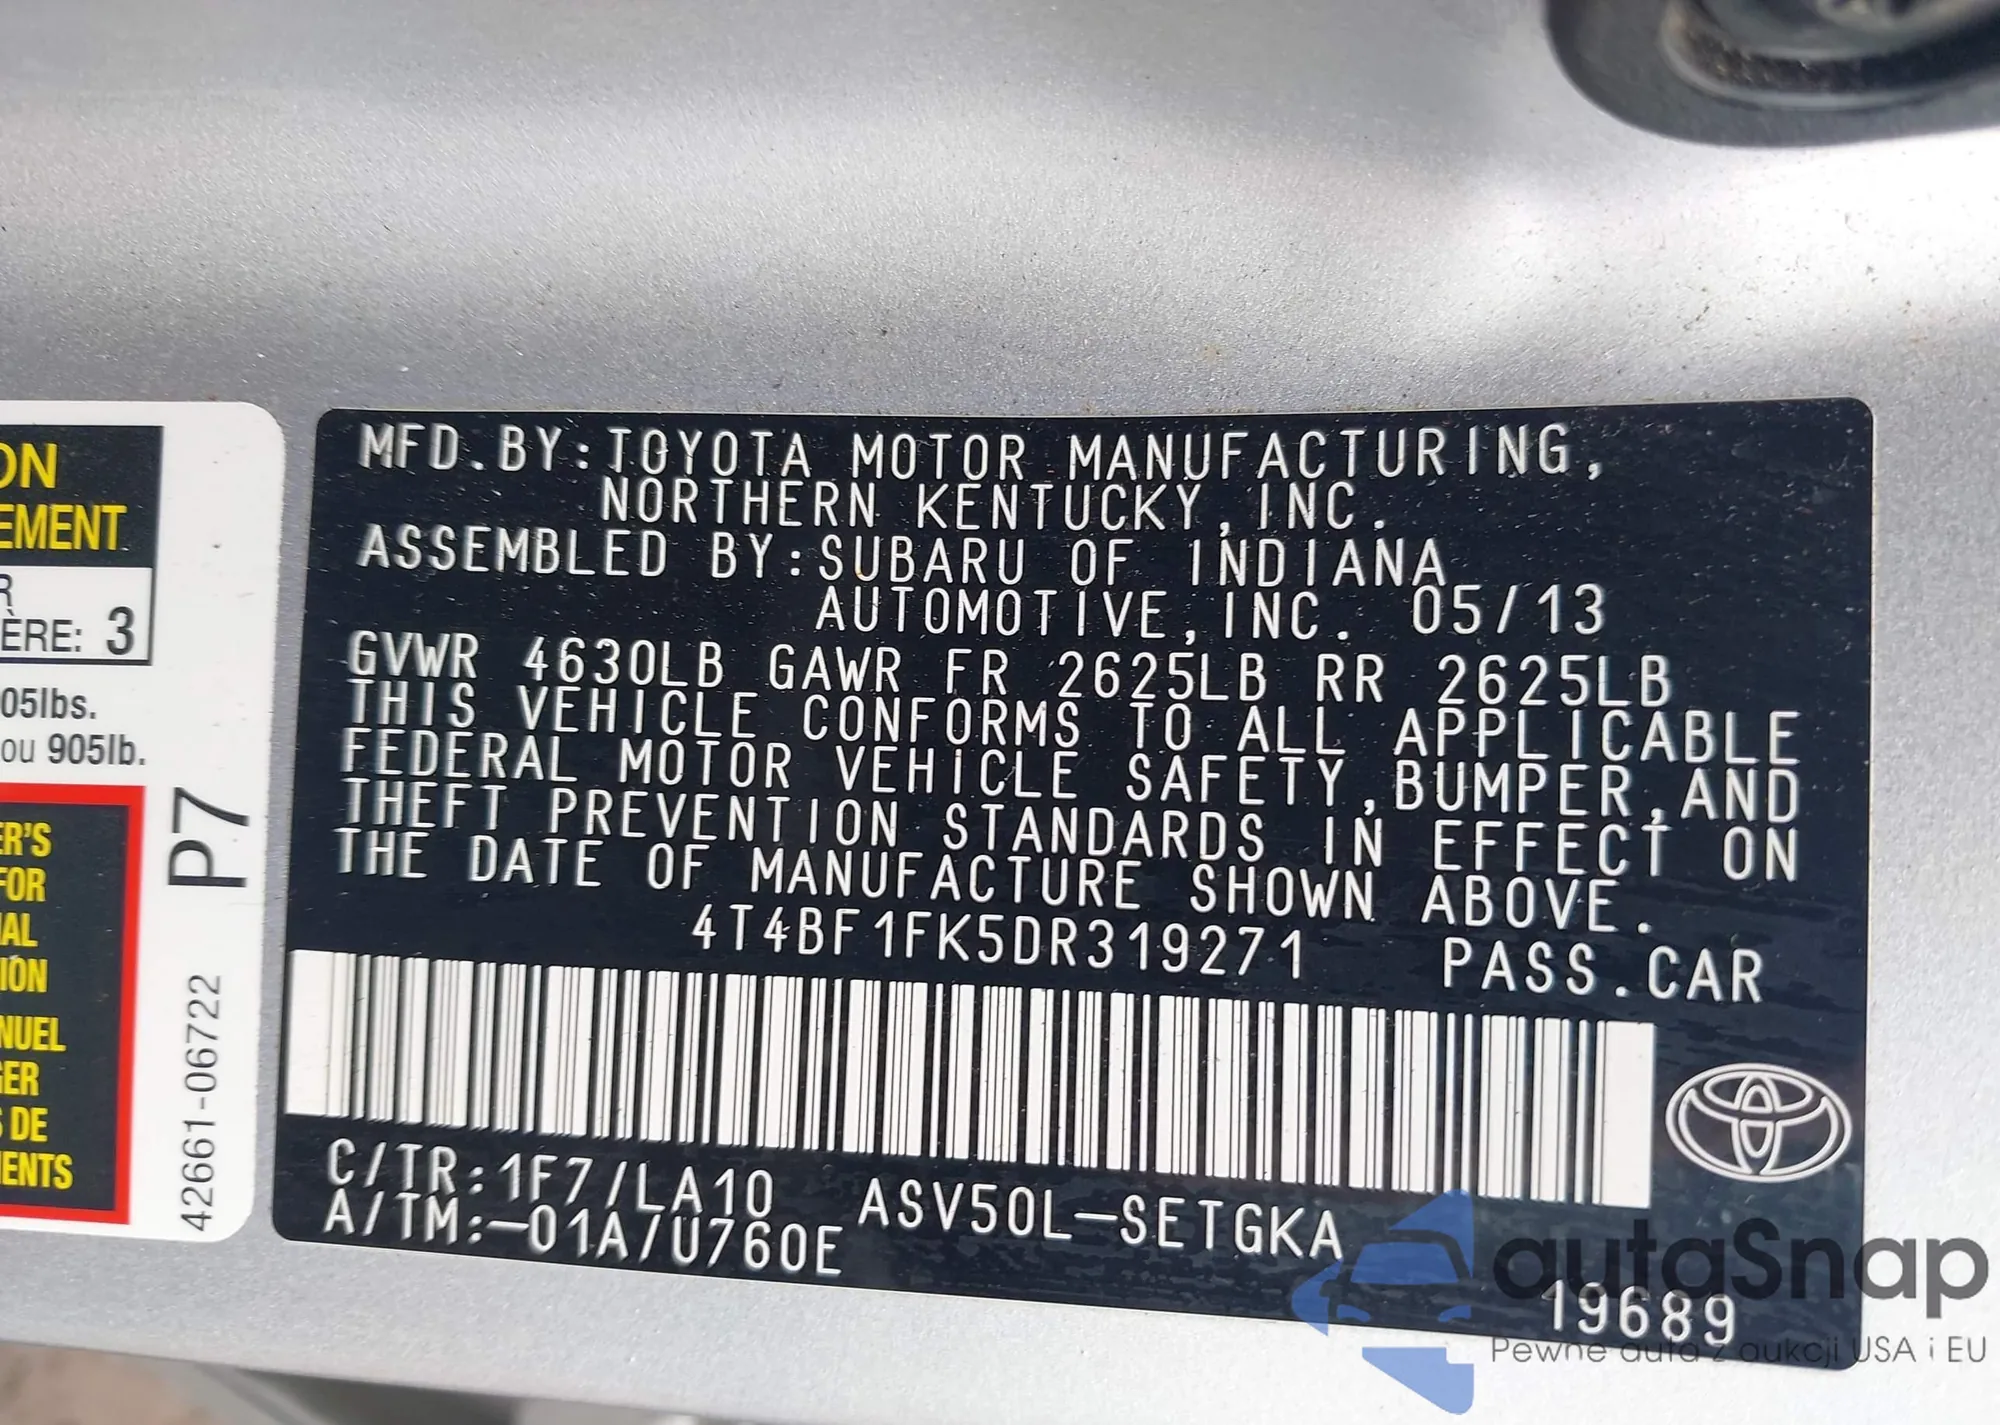 ON
EMENT
R
ÈRE: 3
05lbs.
ou 905lb.
ER'S
FOR
IAL
IÓN
NUEL
GER
S DE
IENTS
P7
42661-06722
MFD.BY:TOYOTA MOTOR MANUFACTURING,
NORTHERN KENTUCKY,INC.
ASSEMBLED BY:SUBARU OF INDIANA
AUTOMOTIVE,INC. 05/13
GVWR 4630LB GAWR FR 2625LB RR 2625LB
THIS VEHICLE CONFORMS TO ALL APPLICABLE
FEDERAL MOTOR VEHICLE SAFETY,BUMPER,AND
THEFT PREVENTION STANDARDS IN EFFECT ON
THE DATE OF MANUFACTURE SHOWN ABOVE.
4T4BF1FK5DR319271 PASS.CAR
C/TR:1F7/LA10 ASV50L-SETGKA
A/TM:-01A/U760E
19689
autaSnap
Pewne auta z aukcji USA i EU